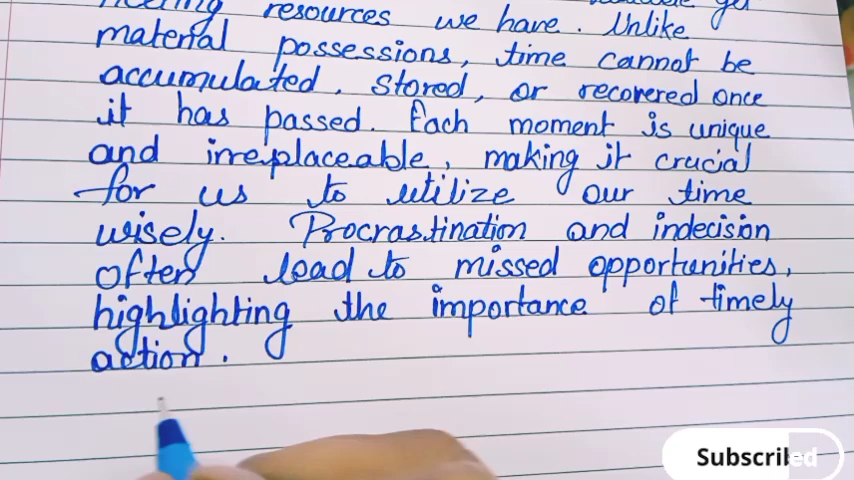 fleeting resources we have. Unlike
material possessions, time cannot be
accumulated, stored, or recovered once
it has passed. Each moment is unique
and irreplaceable, making it crucial
for us to utilize our time
wisely. Procrastination and indecision
often lead to missed opportunities,
highlighting the importance of timely
action.
Subscribed